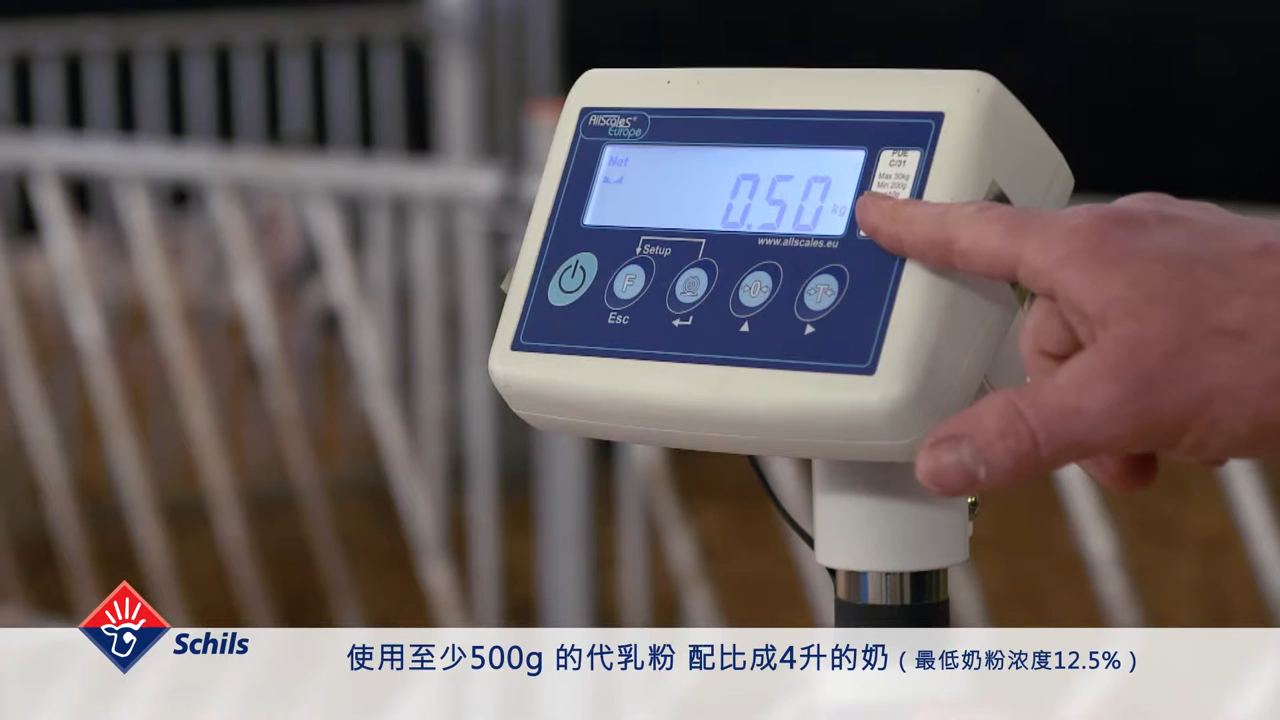 AllScales®
Europe
Net
0.50 kg
PUE
C/31
Max 30kg
Min 200g
www.allscales.eu
Setup
F
0
T
Esc
Schils
使用至少500g 的代乳粉 配比成4升的奶（最低奶粉浓度12.5%）